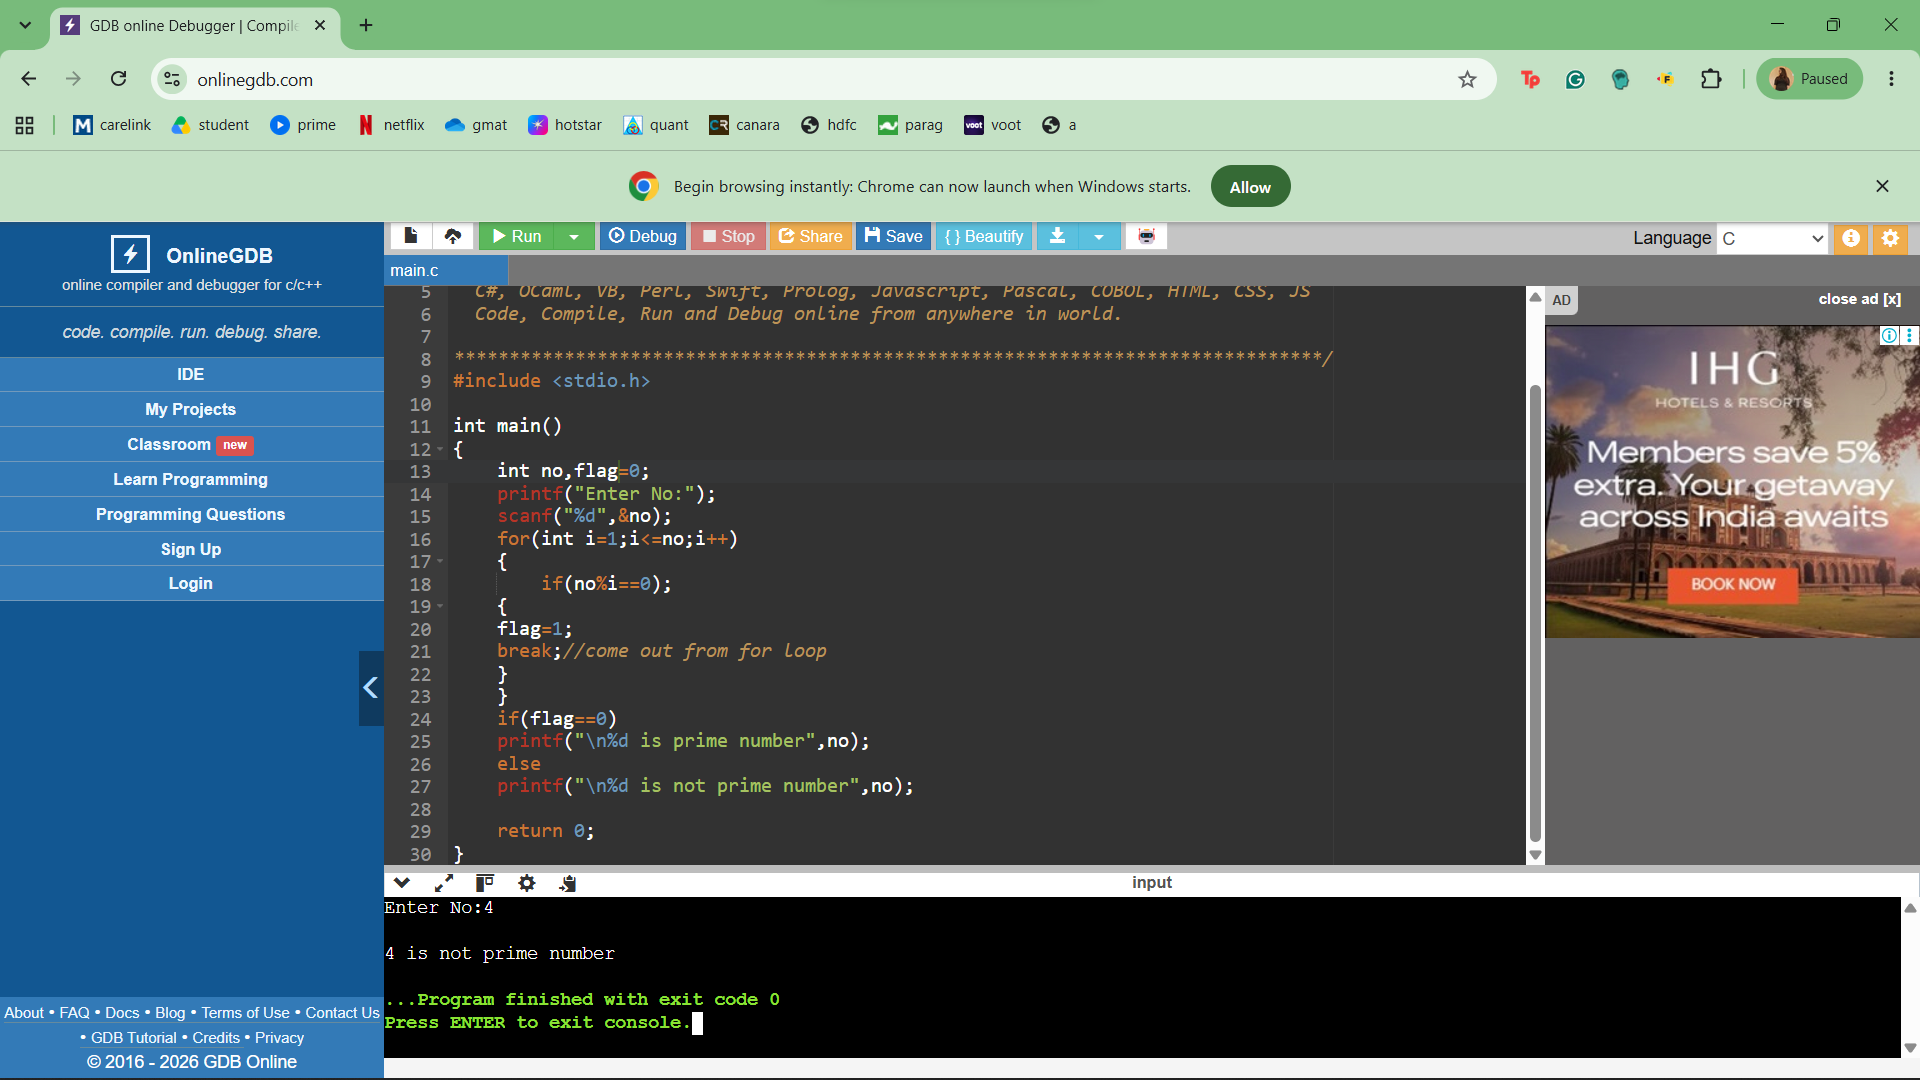 GDB online Debugger | Compile
onlinegdb.com
Paused
carelink student prime netflix gmat hotstar quant canara hdfc parag voot a
Begin browsing instantly: Chrome can now launch when Windows starts. Allow
OnlineGDB
online compiler and debugger for c/c++
code. compile. run. debug. share.
IDE
My Projects
Classroom new
Learn Programming
Programming Questions
Sign Up
Login
About • FAQ • Docs • Blog • Terms of Use • Contact Us
• GDB Tutorial • Credits • Privacy
© 2016 - 2026 GDB Online
Run Debug Stop Share Save { } Beautify Language C
main.c
5 C#, OCaml, VB, Perl, Swift, Prolog, Javascript, Pascal, COBOL, HTML, CSS, JS
6 Code, Compile, Run and Debug online from anywhere in world.
7
8 *******************************************************************************/
9 #include <stdio.h>
10
11 int main()
12 {
13 int no,flag=0;
14 printf("Enter No:");
15 scanf("%d",&no);
16 for(int i=1;i<=no;i++)
17 {
18 if(no%i==0);
19 {
20 flag=1;
21 break;//come out from for loop
22 }
23 }
24 if(flag==0)
25 printf("\n%d is prime number",no);
26 else
27 printf("\n%d is not prime number",no);
28
29 return 0;
30 }
AD close ad [x]
IHG
HOTELS & RESORTS
Members save 5%
extra. Your getaway
across India awaits
BOOK NOW
input
Enter No:4
4 is not prime number
...Program finished with exit code 0
Press ENTER to exit console.